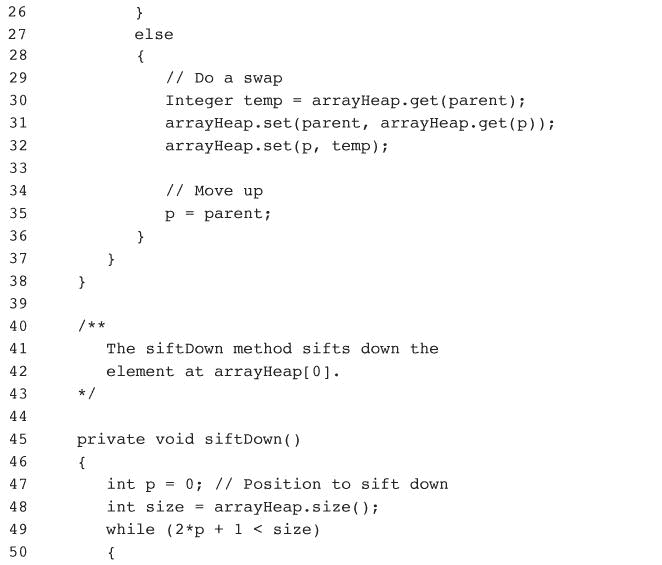 26 }
27 else
28 {
29 // Do a swap
30 Integer temp = arrayHeap.get(parent);
31 arrayHeap.set(parent, arrayHeap.get(p));
32 arrayHeap.set(p, temp);
33
34 // Move up
35 p = parent;
36 }
37 }
38 }
39
40 /**
41 The siftDown method sifts down the
42 element at arrayHeap[0].
43 */
44
45 private void siftDown()
46 {
47 int p = 0; // Position to sift down
48 int size = arrayHeap.size();
49 while (2*p + 1 < size)
50 {